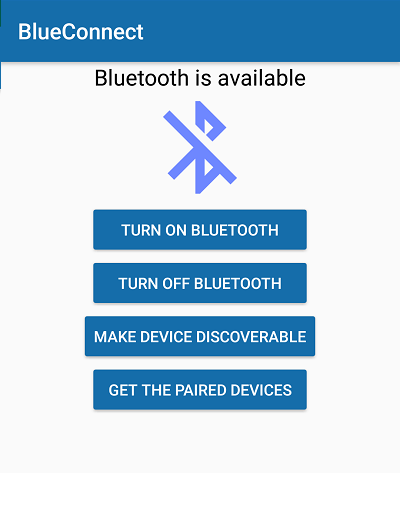 BlueConnect
Bluetooth is available
TURN ON BLUETOOTH
TURN OFF BLUETOOTH
MAKE DEVICE DISCOVERABLE
GET THE PAIRED DEVICES